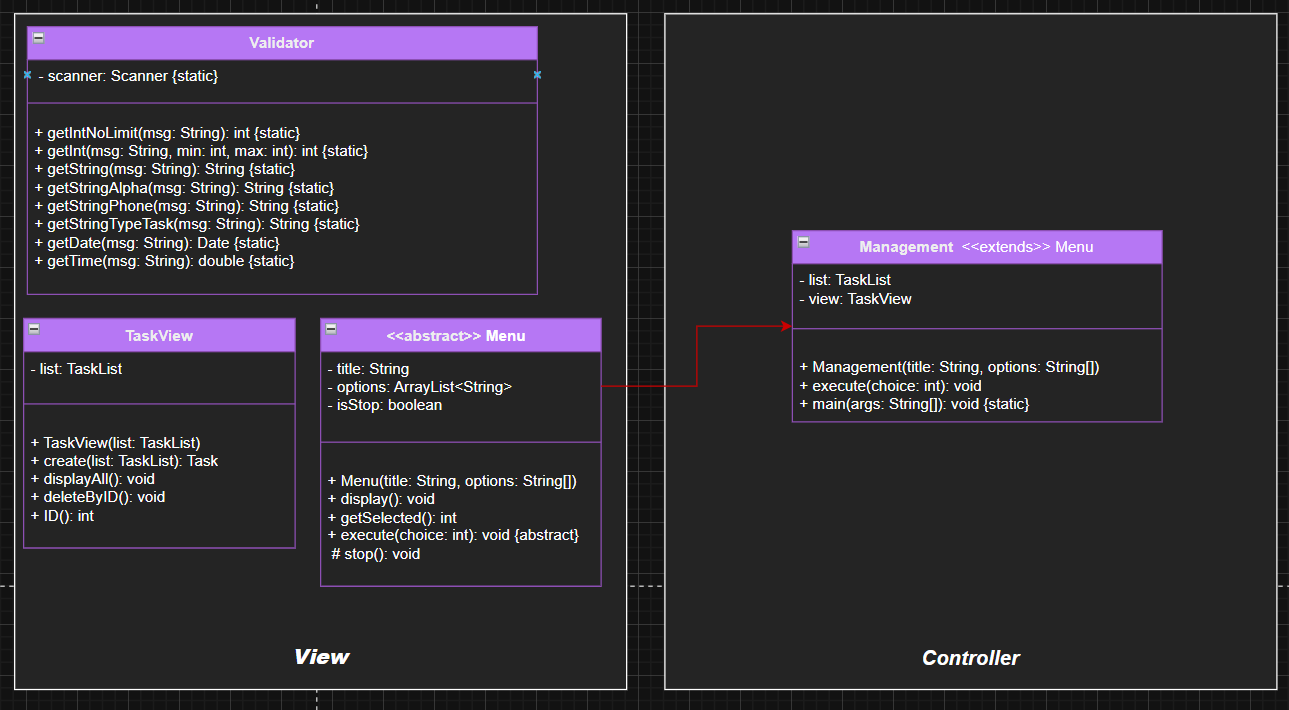 Validator
- scanner: Scanner {static}
+ getIntNoLimit(msg: String): int {static}
+ getInt(msg: String, min: int, max: int): int {static}
+ getString(msg: String): String {static}
+ getStringAlpha(msg: String): String {static}
+ getStringPhone(msg: String): String {static}
+ getStringTypeTask(msg: String): String {static}
+ getDate(msg: String): Date {static}
+ getTime(msg: String): double {static}
TaskView
- list: TaskList
+ TaskView(list: TaskList)
+ create(list: TaskList): Task
+ displayAll(): void
+ deleteByID(): void
+ ID(): int
<<abstract>> Menu
- title: String
- options: ArrayList<String>
- isStop: boolean
+ Menu(title: String, options: String[])
+ display(): void
+ getSelected(): int
+ execute(choice: int): void {abstract}
# stop(): void
View
Management <<extends>> Menu
- list: TaskList
- view: TaskView
+ Management(title: String, options: String[])
+ execute(choice: int): void
+ main(args: String[]): void {static}
Controller